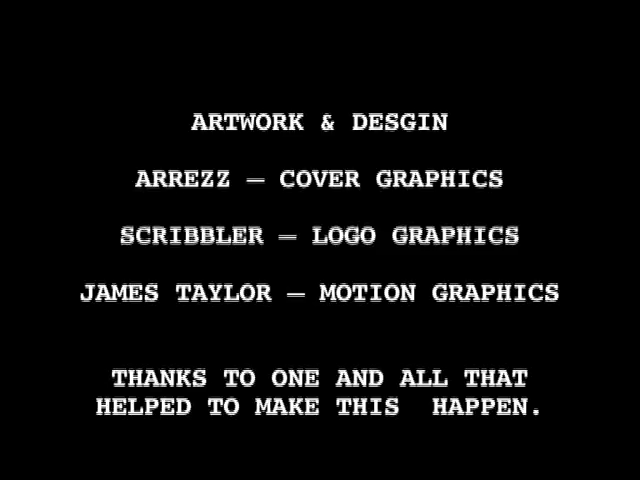 ARTWORK & DESGIN
ARREZZ – COVER GRAPHICS
SCRIBBLER – LOGO GRAPHICS
JAMES TAYLOR – MOTION GRAPHICS
THANKS TO ONE AND ALL THAT
HELPED TO MAKE THIS  HAPPEN.